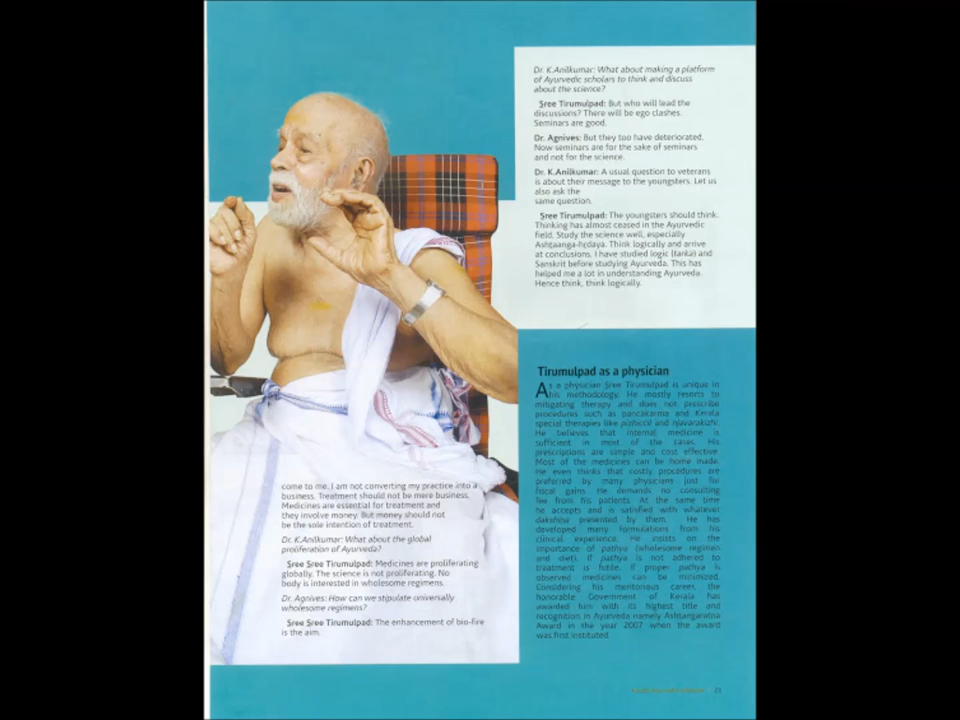 come to me. I am not converting my practice into a
business. Treatment should not be mere business.
Medicines are essential for treatment and
they involve money. But money should not
be the sole intention of treatment.
Dr. K.Anilkumar: What about the global
proliferation of Ayurveda?
Sree Sree Tirumulpad: Medicines are proliferating
globally. The science is not proliferating. No
body is interested in wholesome regimens.
Dr. Agnives: How can we stipulate universally
wholesome regimens?
Sree Sree Tirumulpad: The enhancement of bio-fire
is the aim.
Dr. K.Anilkumar: What about making a platform
of Ayurvedic scholars to think and discuss
about the science?
Sree Tirumulpad: But who will lead the
discussions? There will be ego clashes.
Seminars are good.
Dr. Agnives: But they too have deteriorated.
Now seminars are for the sake of seminars
and not for the science.
Dr. K.Anilkumar: A usual question to veterans
is about their message to the youngsters. Let us
also ask the
same question.
Sree Tirumulpad: The youngsters should think.
Thinking has almost ceased in the Ayurvedic
field. Study the science well, especially
Ashtaanga-hrdaya. Think logically and arrive
at conclusions. I have studied logic (tarka) and
Sanskrit before studying Ayurveda. This has
helped me a lot in understanding Ayurveda.
Hence think, think logically.
Tirumulpad as a physician
As a physician Sree Tirumulpad is unique in
his methodology. He mostly resorts to
mitigating therapy and does not prescribe
procedures such as pancakarma and Kerala
special therapies like pizhiccil and njavarakizhi.
He believes that internal medicine is
sufficient in most of the cases. His
prescriptions are simple and cost effective.
Most of the medicines can be home made.
He even thinks that costly procedures are
preferred by many physicians just for
fiscal gains. He demands no consulting
fee from his patients. At the same time
he accepts and is satisfied with whatever
dakshina presented by them. He has
developed many formulations from his
clinical experience. He insists on the
importance of pathya (wholesome regimen
and diet). If pathya is not adhered to
treatment is futile. If proper pathya is
observed medicines can be minimized.
Considering his meritorious career, the
honorable Government of Kerala has
awarded him with its highest title and
recognition in Ayurveda namely Ashtangaratna
Award in the year 2007 when the award
was first instituted.
21